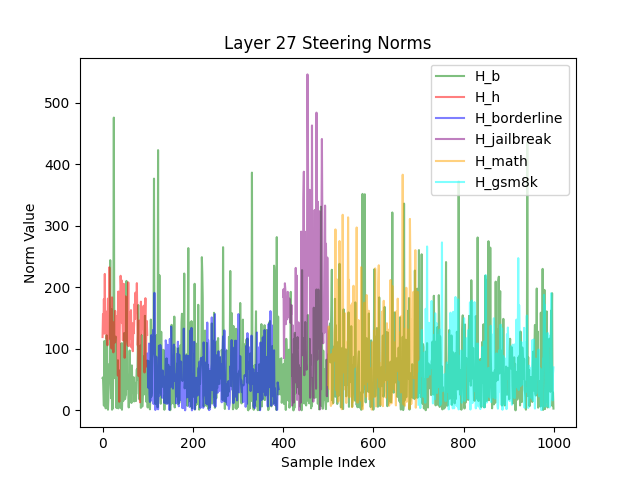 Layer 27 Steering Norms
Norm Value
500
400
300
200
100
0
H_b
H_h
H_borderline
H_jailbreak
H_math
H_gsm8k
0 200 400 600 800 1000
Sample Index